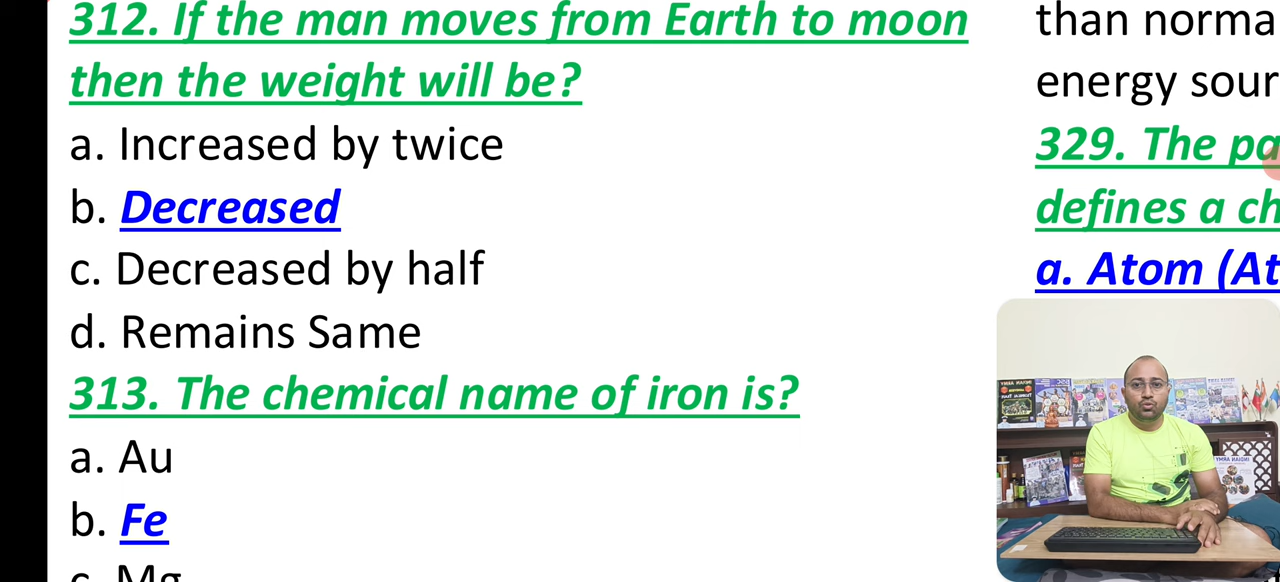 312. If the man moves from Earth to moon
then the weight will be?
a. Increased by twice
b. Decreased
c. Decreased by half
d. Remains Same
313. The chemical name of iron is?
a. Au
b. Fe
c. Mg
than norma
energy sour
329. The pa
defines a ch
a. Atom (At